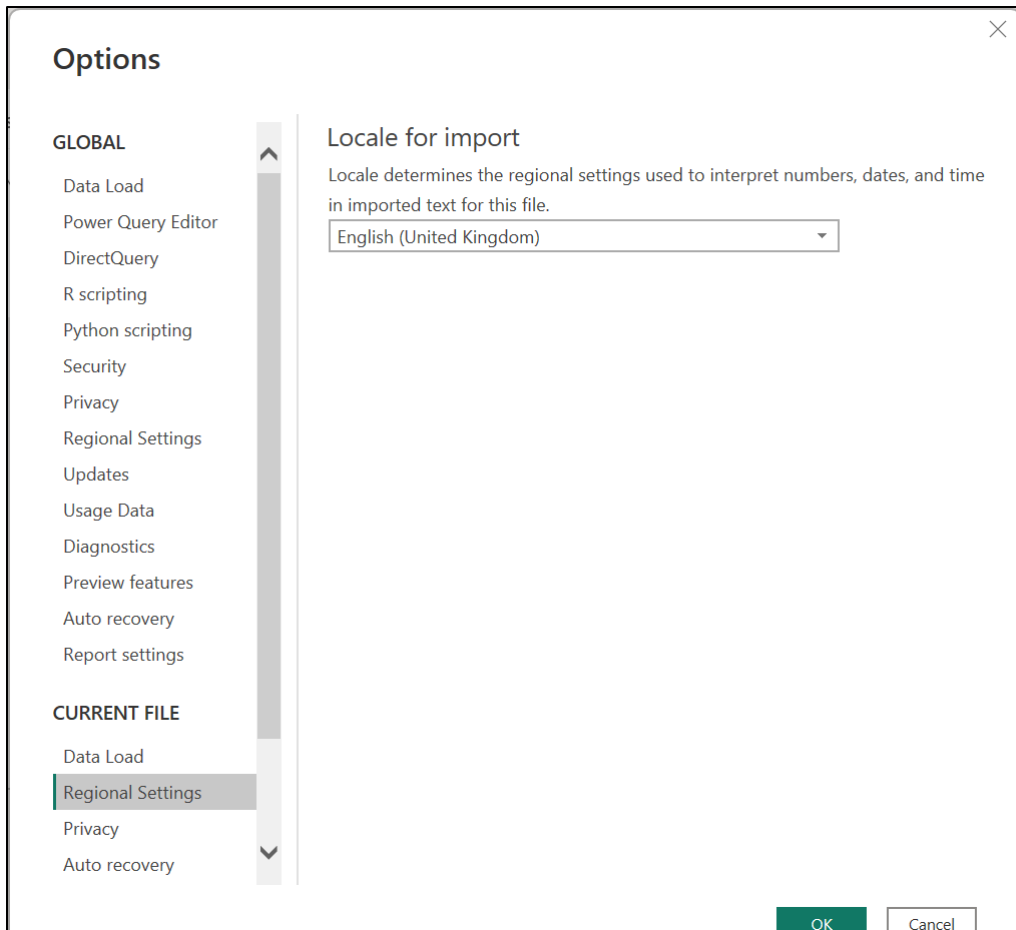 Options
GLOBAL
Data Load
Power Query Editor
DirectQuery
R scripting
Python scripting
Security
Privacy
Regional Settings
Updates
Usage Data
Diagnostics
Preview features
Auto recovery
Report settings
CURRENT FILE
Data Load
Regional Settings
Privacy
Auto recovery
Locale for import
Locale determines the regional settings used to interpret numbers, dates, and time
in imported text for this file.
English (United Kingdom)
OK
Cancel